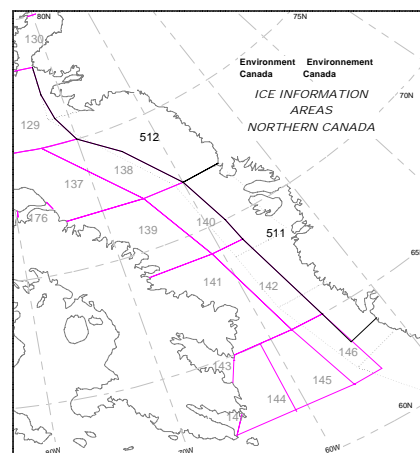 80N
75N
130
Environment Environnement
Canada Canada
ICE INFORMATION
AREAS
NORTHERN CANADA
70N
129
512
138
137
176
139
140
511
65
141
142
143
146
145
144
14
60N
80W
70W
60W